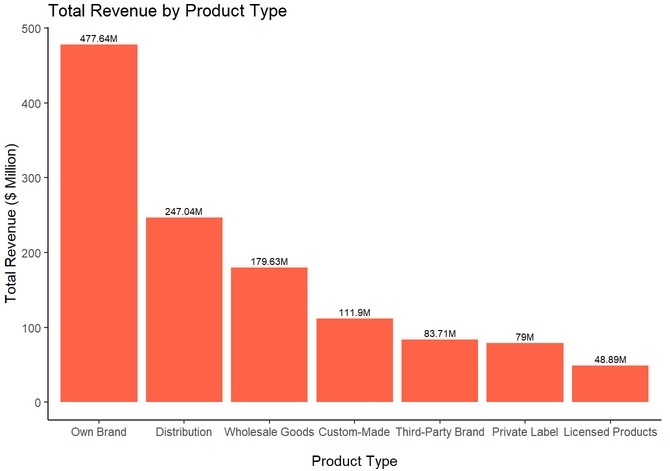 Total Revenue by Product Type
Total Revenue ($ Million)
500
400
300
200
100
0
477.64M
247.04M
179.63M
111.9M
83.71M
79M
48.89M
Own Brand Distribution Wholesale Goods Custom-Made Third-Party Brand Private Label Licensed Products
Product Type